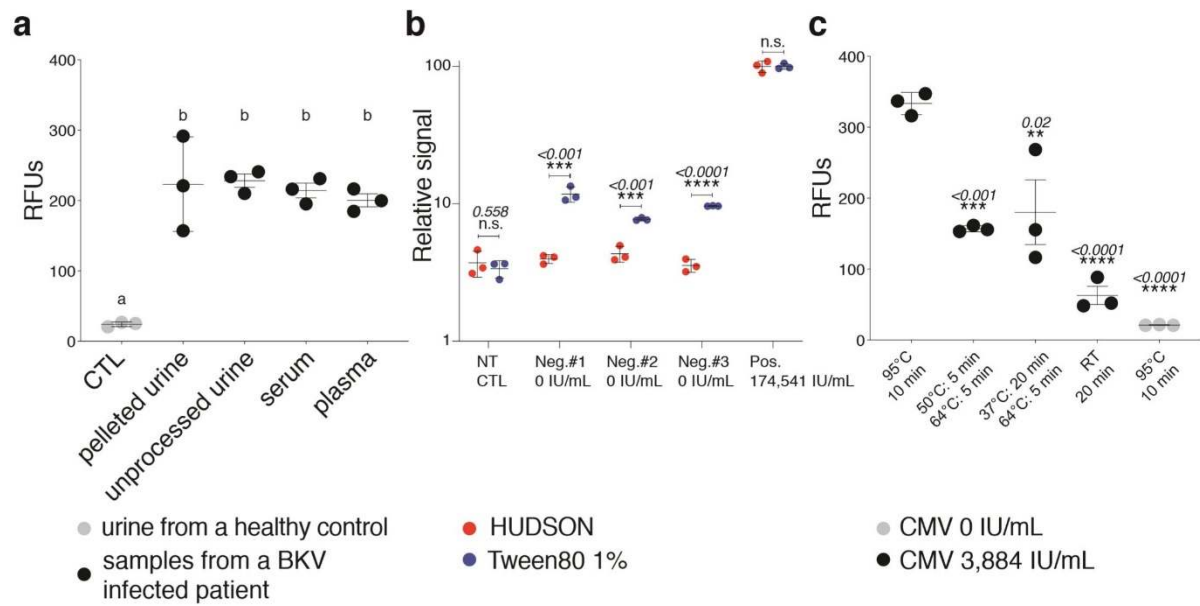 a
RFUs
400
300
200
100
0
a
b
b
b
b
CTL
pelleted urine
unprocessed urine
serum
plasma
urine from a healthy control
samples from a BKV
infected patient
b
Relative signal
100
10
1
0.558
n.s.
<0.001
***
<0.001
***
<0.0001
****
n.s.
NT
CTL
Neg.#1
0 IU/mL
Neg.#2
0 IU/mL
Neg.#3
0 IU/mL
Pos.
174,541 IU/mL
HUDSON
Tween80 1%
c
RFUs
400
300
200
100
0
<0.001
***
0.02
**
<0.0001
****
<0.0001
****
95°C
10 min
50°C: 5 min
64°C: 5 min
37°C: 20 min
64°C: 5 min
RT
20 min
95°C
10 min
CMV 0 IU/mL
CMV 3,884 IU/mL